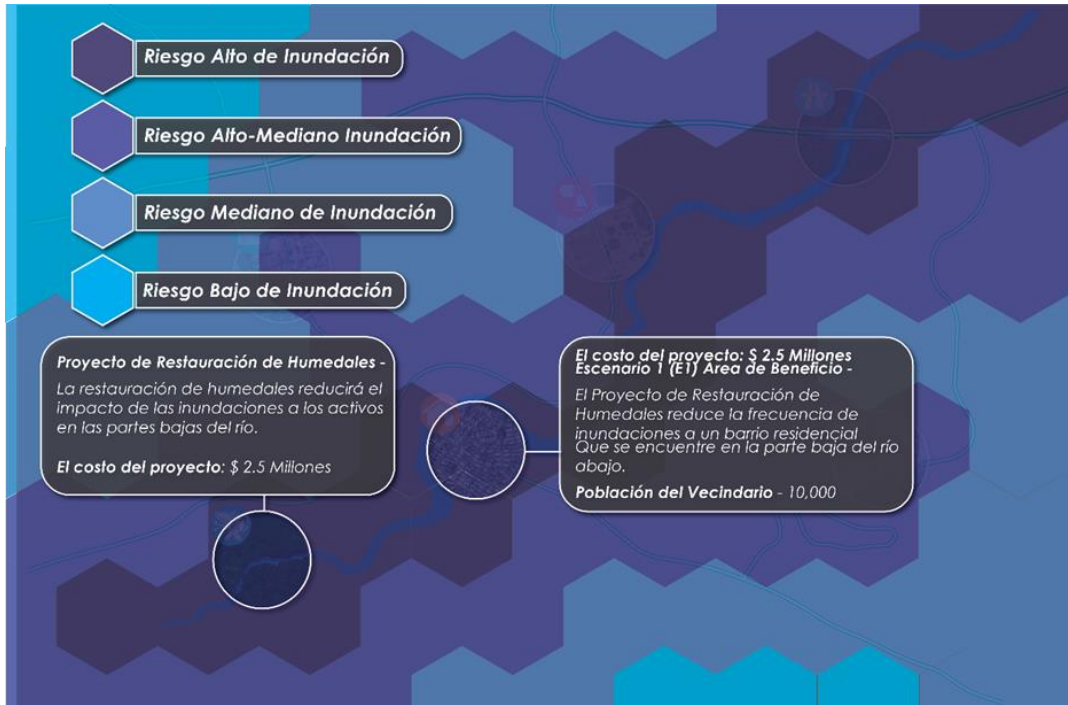 Riesgo Alto de Inundación
Riesgo Alto-Mediano Inundación
Riesgo Mediano de Inundación
Riesgo Bajo de Inundación
Proyecto de Restauración de Humedales -
La restauración de humedales reducirá el
impacto de las inundaciones a los activos
en las partes bajas del río.
El costo del proyecto: $ 2.5 Millones
El costo del proyecto: $ 2.5 Millones
Escenario 1 (E1) Área de Beneficio -
El Proyecto de Restauración de
Humedales reduce la frecuencia de
inundaciones a un barrio residencial
Que se encuentre en la parte baja del río
abajo.
Población del Vecindario - 10,000